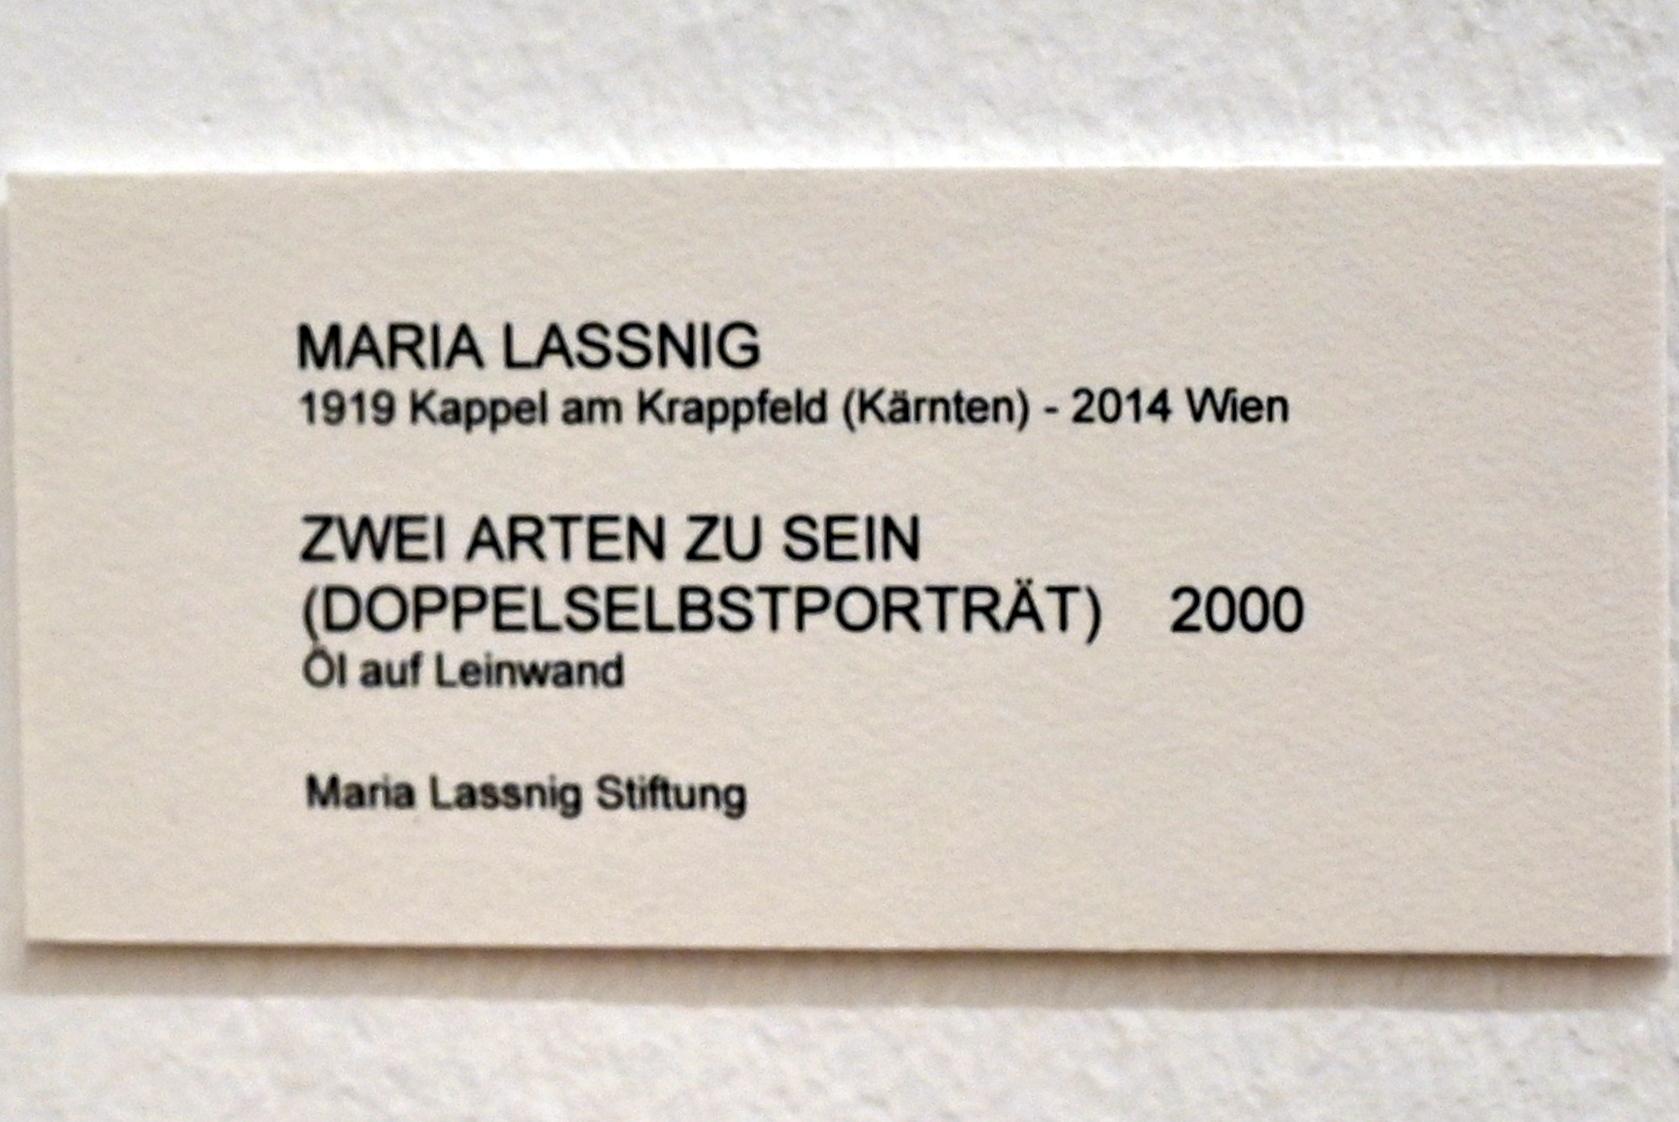 MARIA LASSNIG
1919 Kappel am Krappfeld (Kärnten) - 2014 Wien
ZWEI ARTEN ZU SEIN
(DOPPELSELBSTPORTRÄT) 2000
Öl auf Leinwand
Maria Lassnig Stiftung